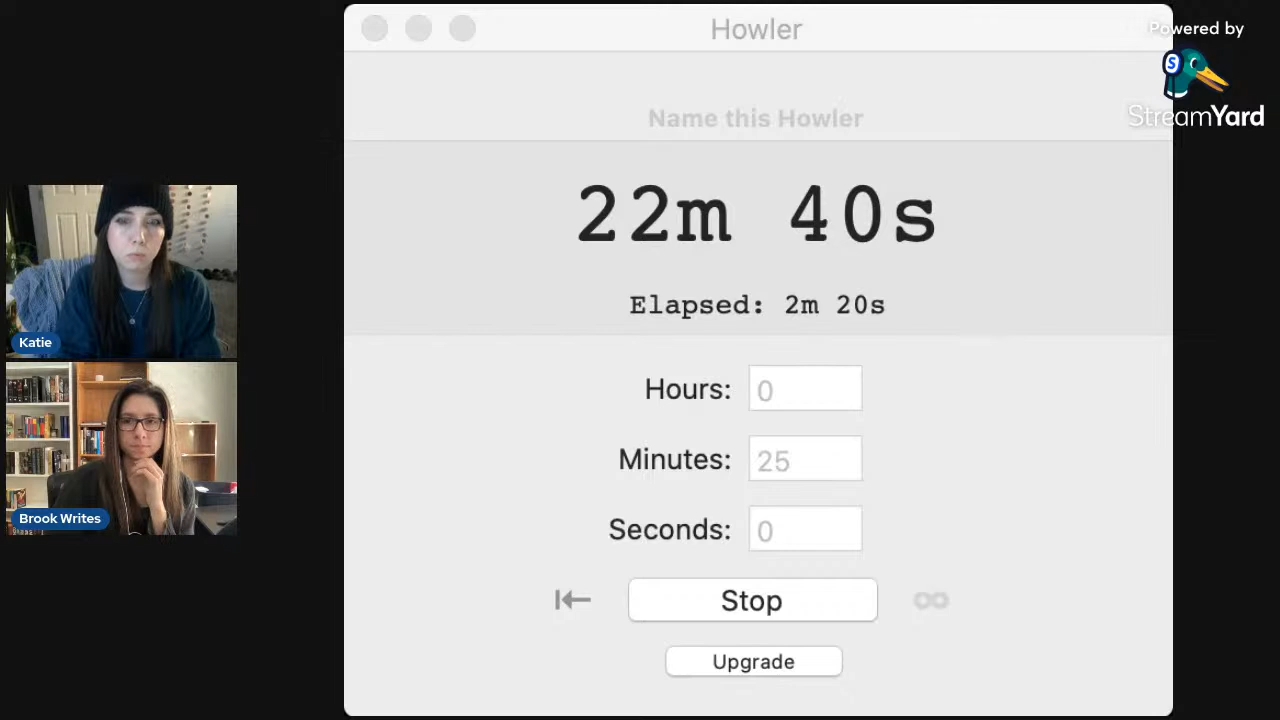 Howler
Powered by
StreamYard
Name this Howler
22m 40s
Elapsed: 2m 20s
Hours: 0
Minutes: 25
Seconds: 0
Stop
Upgrade
Katie
Brook Writes